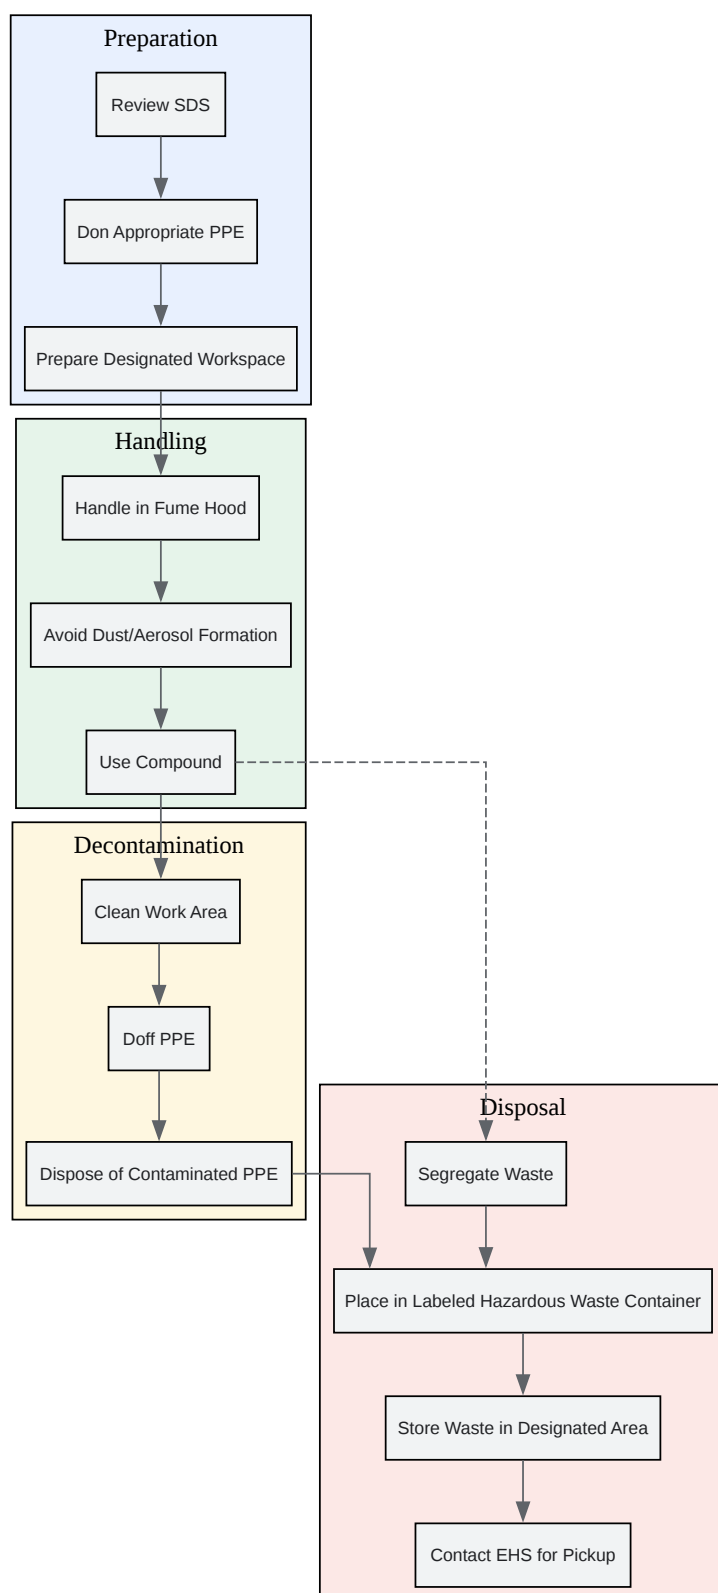 Preparation
Review SDS
Don Appropriate PPE
Prepare Designated Workspace
Handling
Handle in Fume Hood
Avoid Dust/Aerosol Formation
Use Compound
Decontamination
Clean Work Area
Doff PPE
Dispose of Contaminated PPE
Disposal
Segregate Waste
Place in Labeled Hazardous Waste Container
Store Waste in Designated Area
Contact EHS for Pickup